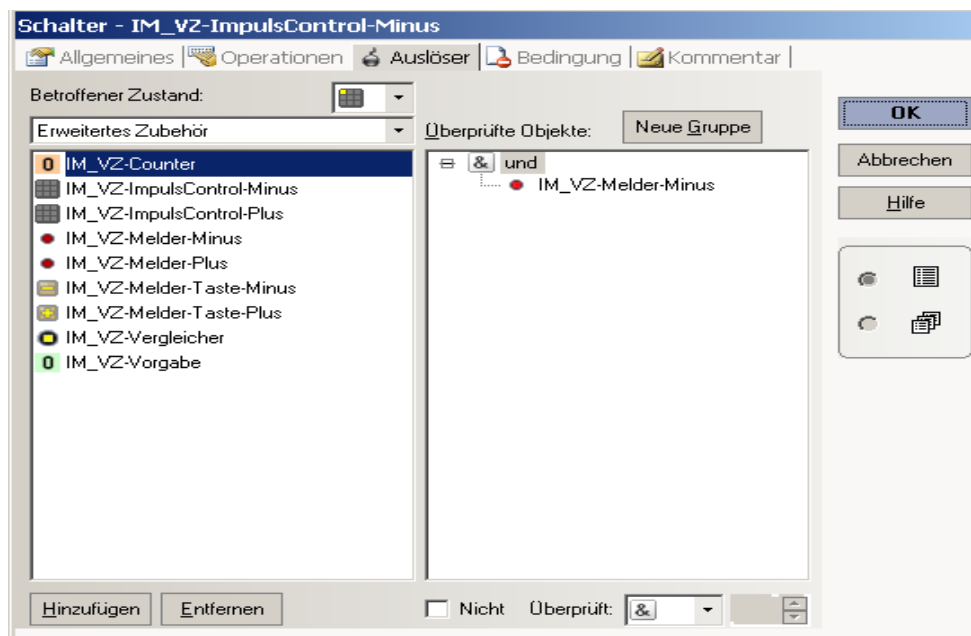 Schalter - IM_VZ-ImpulsControl-Minus
Allgemeines Operationen Auslöser Bedingung Kommentar
Betroffener Zustand:
Erweitertes Zubehör
Überprüfte Objekte:
Neue Gruppe
0 IM_VZ-Counter
IM_VZ-ImpulsControl-Minus
IM_VZ-ImpulsControl-Plus
IM_VZ-Melder-Minus
IM_VZ-Melder-Plus
IM_VZ-Melder-Taste-Minus
IM_VZ-Melder-Taste-Plus
IM_VZ-Vergleicher
0 IM_VZ-Vorgabe
& und
IM_VZ-Melder-Minus
OK
Abbrechen
Hilfe
Hinzufügen Entfernen
Nicht Überprüft: &